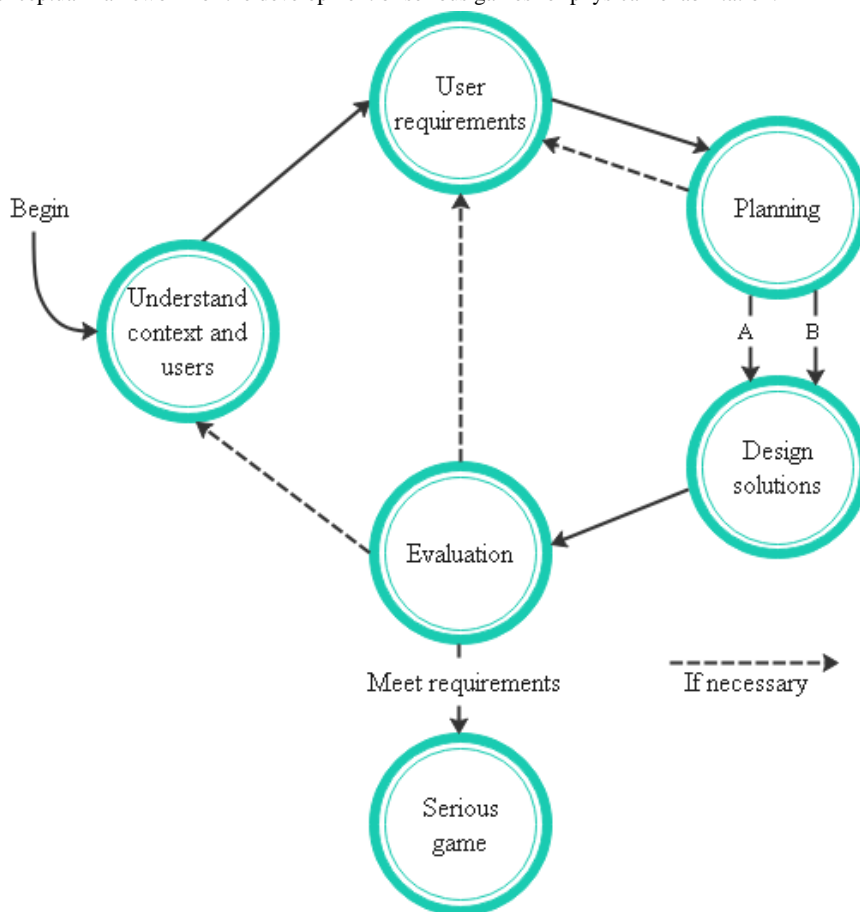 User
requirements
Begin
Planning
Understand
context and
users
A
B
Design
solutions
Evaluation
Meet requirements
If necessary
Serious
game